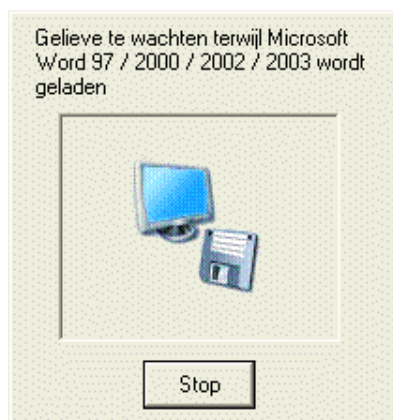 Gelieve te wachten terwijl Microsoft
Word 97 / 2000 / 2002 / 2003 wordt
geladen
Stop